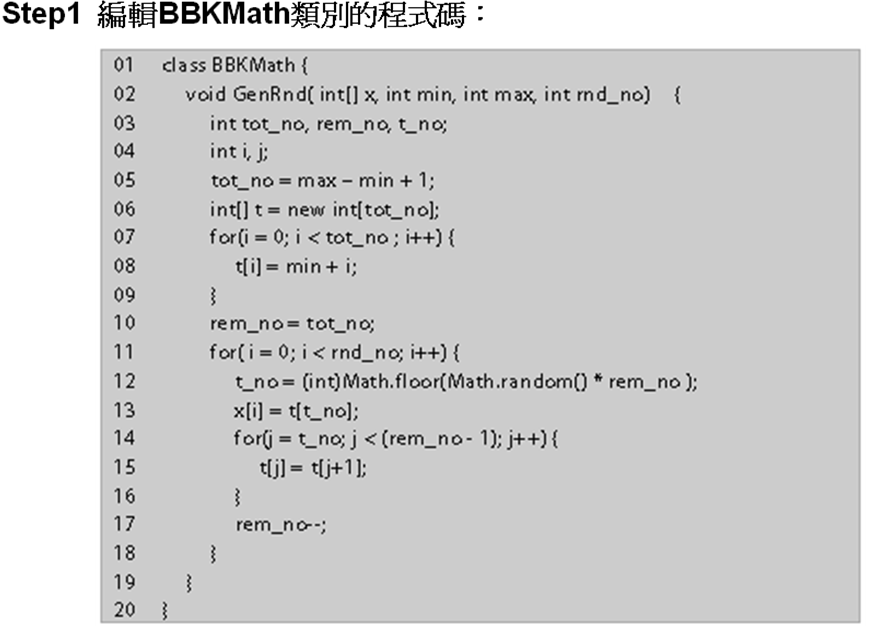 Step1 編輯BBKMath類別的程式碼：
01 class BBKMath {
02 void GenRnd( int[] x, int min, int max, int rnd_no) {
03 int tot_no, rem_no, t_no;
04 int i, j;
05 tot_no = max – min + 1;
06 int[] t = new int[tot_no];
07 for(i = 0; i < tot_no ; i++) {
08 t[i] = min + i;
09 }
10 rem_no = tot_no;
11 for( i = 0; i < rnd_no; i++) {
12 t_no = (int)Math.floor(Math.random() * rem_no );
13 x[i] = t[t_no];
14 for(j = t_no; j < (rem_no - 1); j++) {
15 t[j] = t[j+1];
16 }
17 rem_no--;
18 }
19 }
20 }